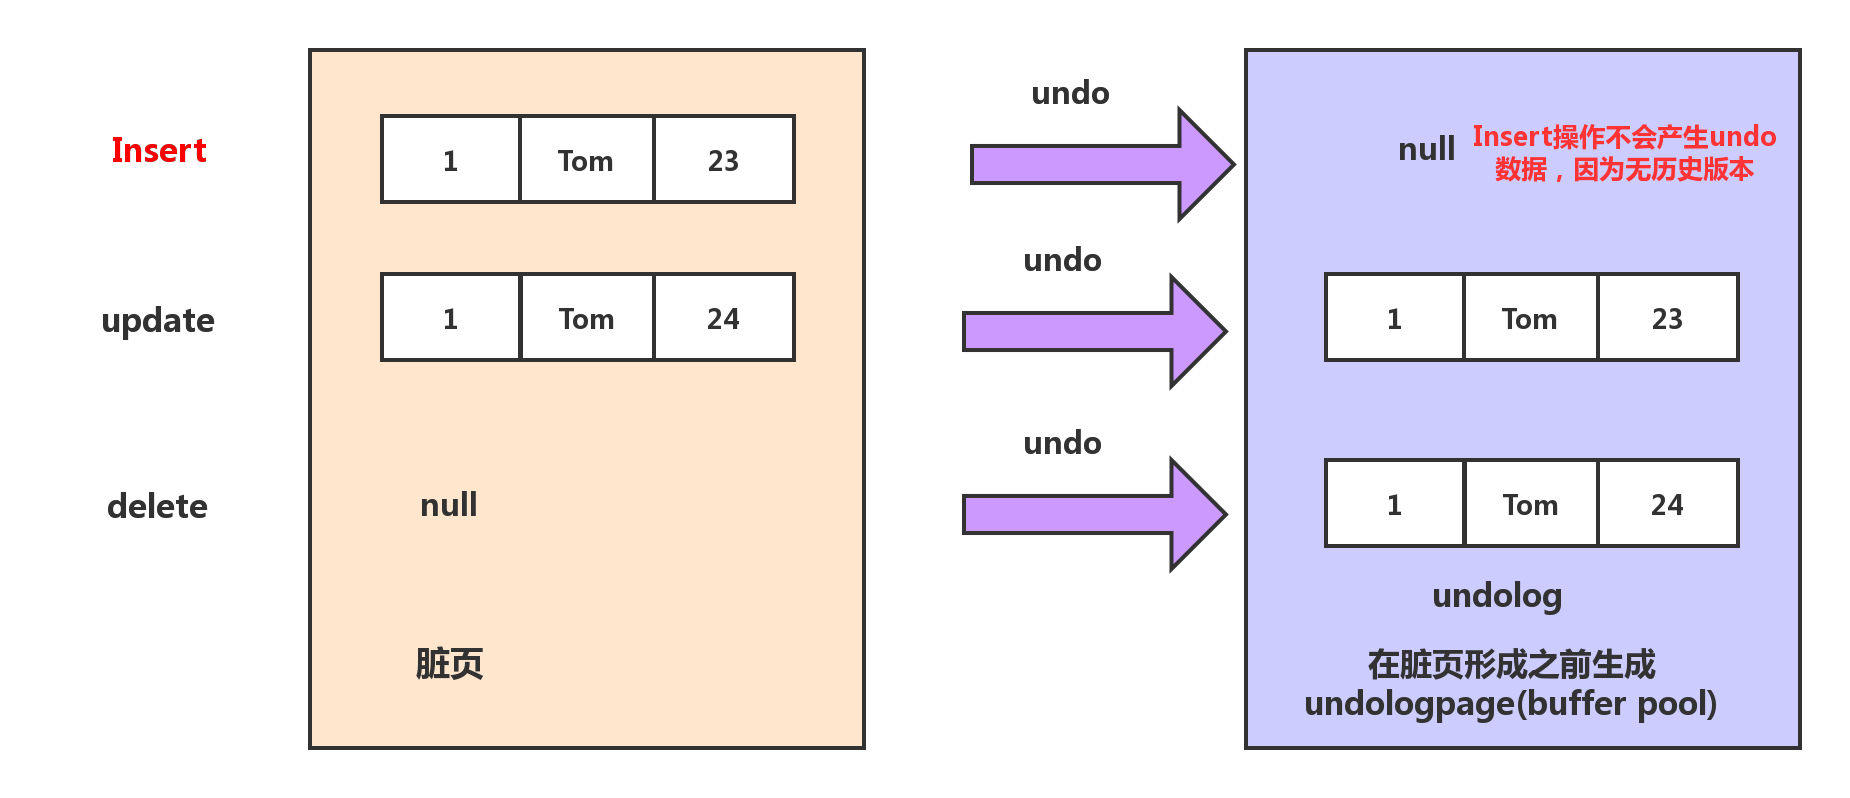 undo
Insert
1 Tom 23
null
Insert操作不会产生undo
数据，因为无历史版本
undo
update
1 Tom 24
1 Tom 23
undo
delete
null
1 Tom 24
undolog
脏页
在脏页形成之前生成
undologpage(buffer pool)